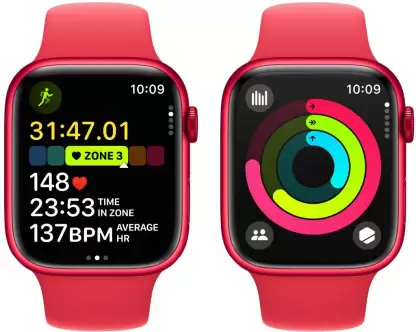 10:09
31:47.01
ZONE 3
148
23:53 TIME IN ZONE
137BPM AVERAGE HR
10:09